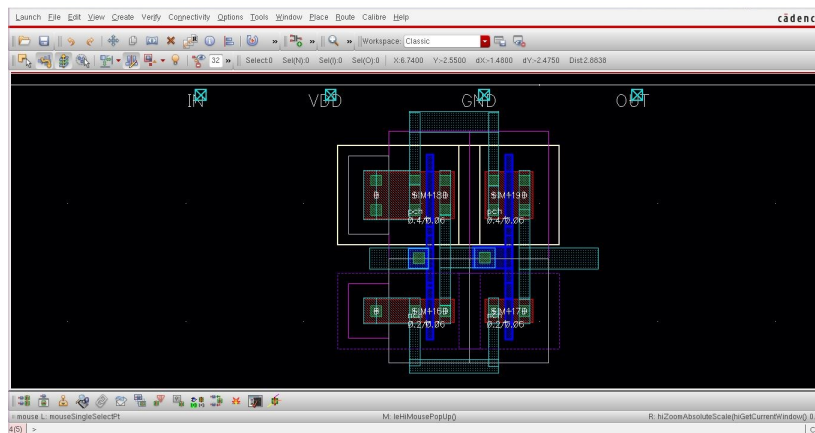 Launch File Edit View Create Verify Connectivity Options Tools Window Place Route Calibre Help
cādenc
Workspace: Classic
32 » Select:0 Sel(N):0 Sel(I):0 Sel(O):0 X:6.7400 Y:-2.5500 dX:-1.4800 dY:-2.4750 Dist:2.8838
IN VDD GND OUT
pch
0.4/0.06
pch
0.4/0.06
0.2/0.06
0.2/0.06
mouse L: mouseSingleSelectPt M: leHiMousePopUp() R: hiZoomAbsoluteScale(hiGetCurrentWindow() 0.
4(5) >